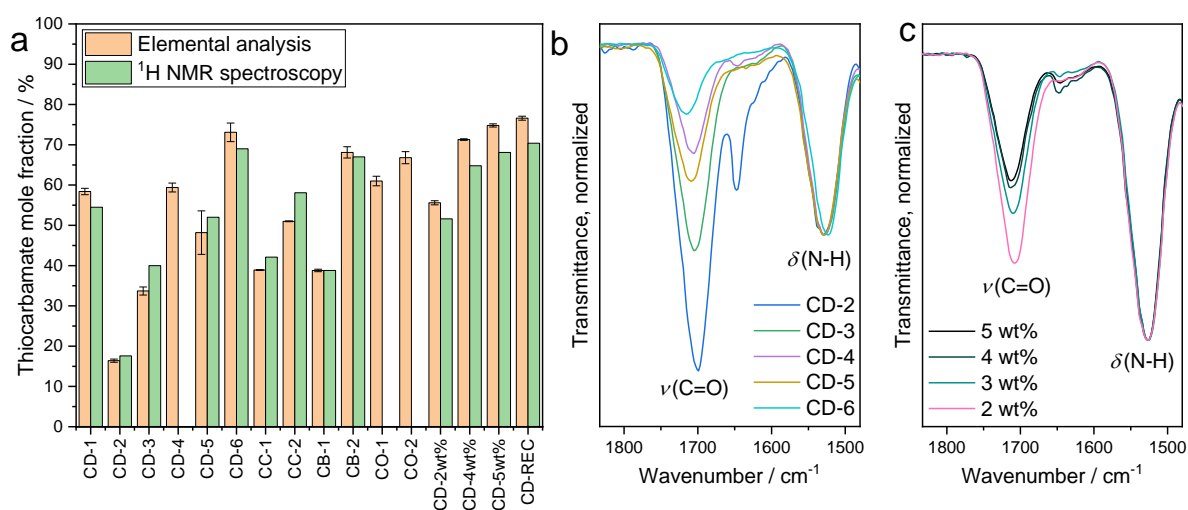 a
Thiocarbamate mole fraction / %
100
90
80
70
60
50
40
30
20
10
0
Elemental analysis
¹H NMR spectroscopy
CD-1
CD-2
CD-3
CD-4
CD-5
CD-6
CC-1
CC-2
CB-1
CB-2
CO-1
CO-2
CD-2wt%
CD-4wt%
CD-5wt%
CD-REC
b
Transmittance, normalized
δ(N-H)
ν(C=O)
CD-2
CD-3
CD-4
CD-5
CD-6
1800 1700 1600 1500
Wavenumber / cm⁻¹
c
Transmittance, normalized
ν(C=O)
δ(N-H)
5 wt%
4 wt%
3 wt%
2 wt%
1800 1700 1600 1500
Wavenumber / cm⁻¹